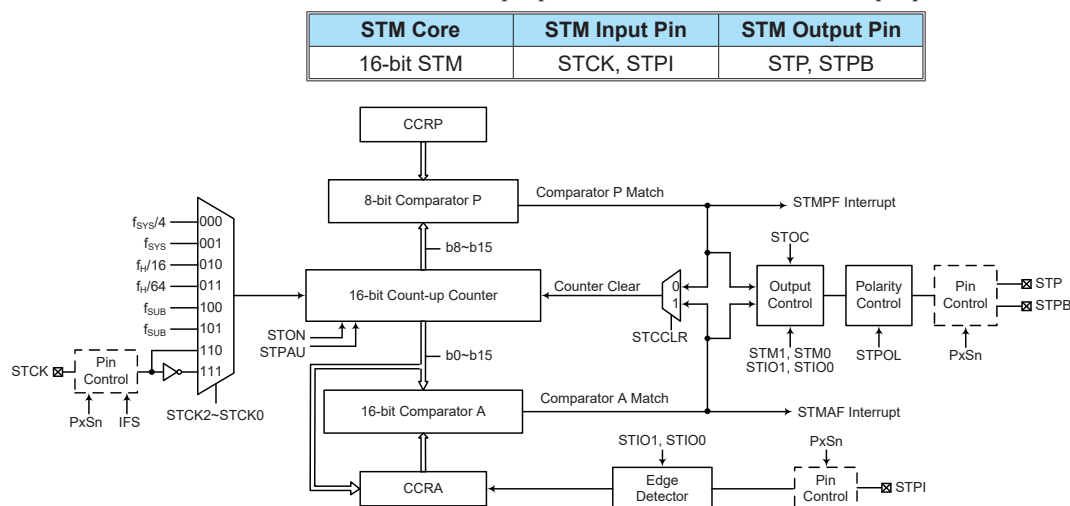 STM Core STM Input Pin STM Output Pin
16-bit STM STCK, STPI STP, STPB
CCRP
8-bit Comparator P
Comparator P Match
STMPF Interrupt
b8~b15
fSYS/4 000
fSYS 001
fH/16 010
fH/64 011
fSUB 100
fSUB 101
110
111
STCK
Pin
Control
PxSn IFS
STCK2~STCK0
16-bit Count-up Counter
STON
STPAU
Counter Clear
0
1
STCCLR
STOC
Output
Control
STM1, STM0
STIO1, STIO0
Polarity
Control
STPOL
Pin
Control
PxSn
STP
STPB
b0~b15
16-bit Comparator A
Comparator A Match
STMAF Interrupt
CCRA
STIO1, STIO0
Edge
Detector
PxSn
Pin
Control
STPI